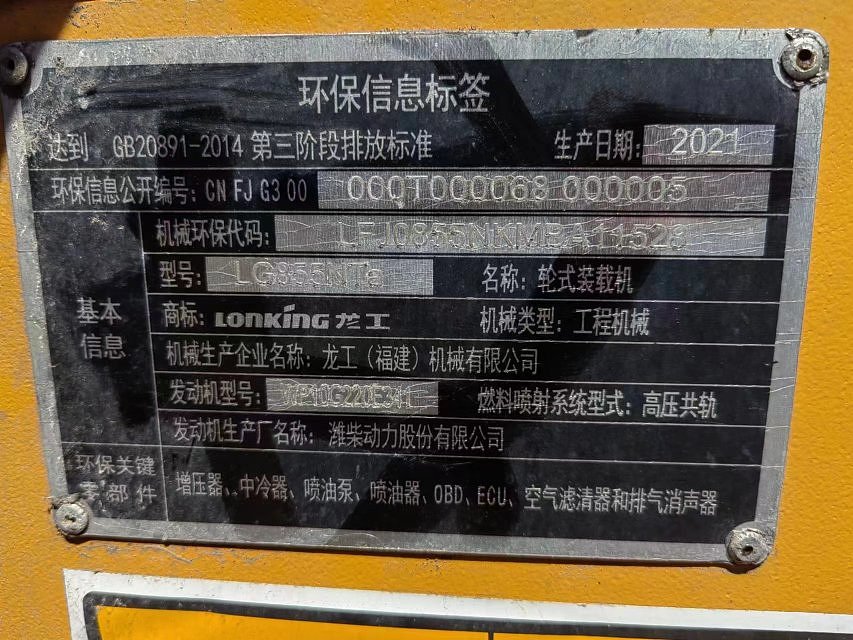 环保信息标签
达到 GB20891-2014 第三阶段排放标准 生产日期: 2021
环保信息公开编号: CN FJ G3 00 000T000068 000005
机械环保代码: LFJ0855NKMBA11523
基本信息
型号: LG855NTa 名称: 轮式装载机
商标: LONKING 龙工 机械类型: 工程机械
机械生产企业名称: 龙工（福建）机械有限公司
发动机型号: WP10G220E341 燃料喷射系统型式: 高压共轨
发动机生产厂名称: 潍柴动力股份有限公司
环保关键零部件 增压器、中冷器、喷油泵、喷油器、OBD、ECU、空气滤清器和排气消声器